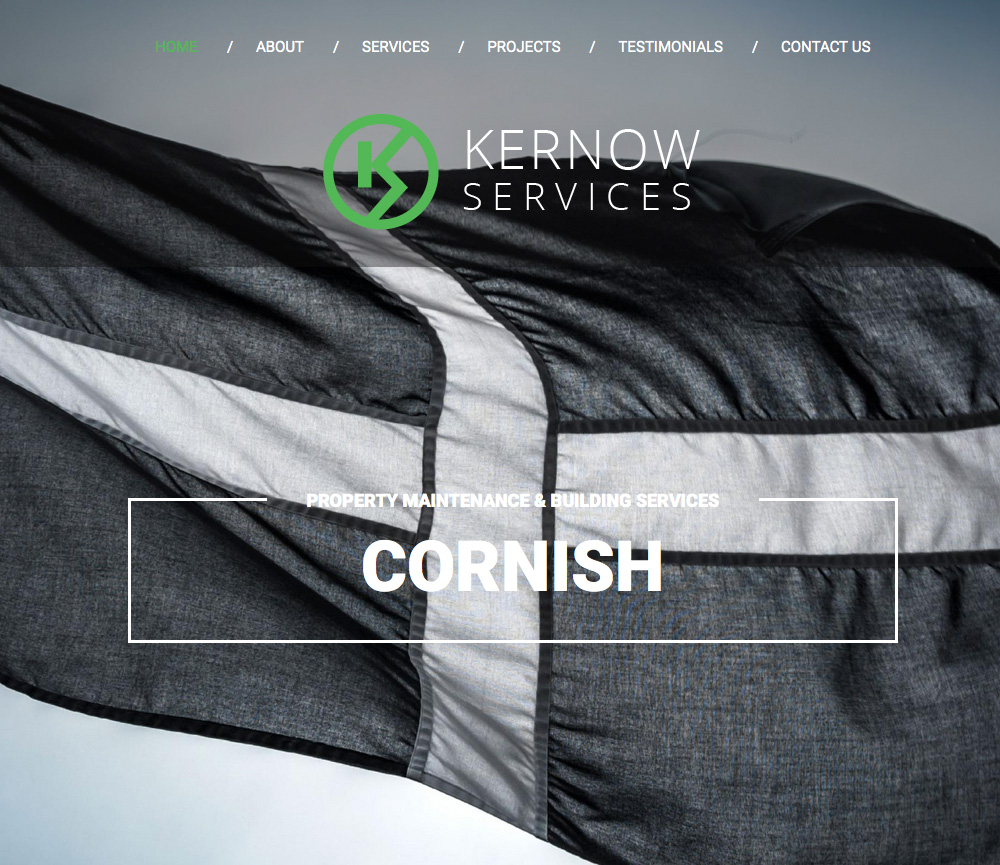 HOME / ABOUT / SERVICES / PROJECTS / TESTIMONIALS / CONTACT US
KERNOW
SERVICES
PROPERTY MAINTENANCE & BUILDING SERVICES
CORNISH